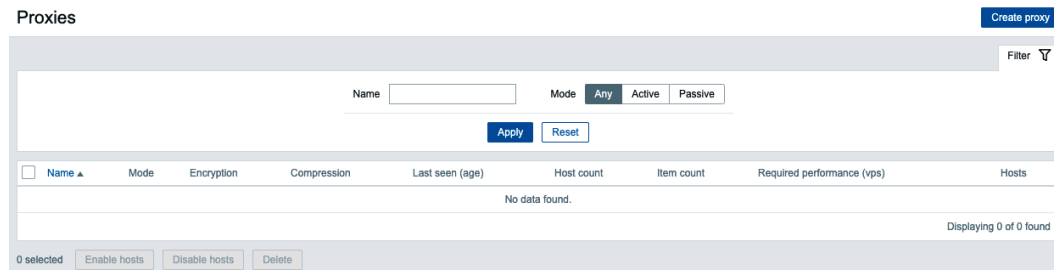 Proxies
Create proxy
Filter
Name Mode Any Active Passive
Apply Reset
Name ▲ Mode Encryption Compression Last seen (age) Host count Item count Required performance (vps) Hosts
No data found.
Displaying 0 of 0 found
0 selected Enable hosts Disable hosts Delete